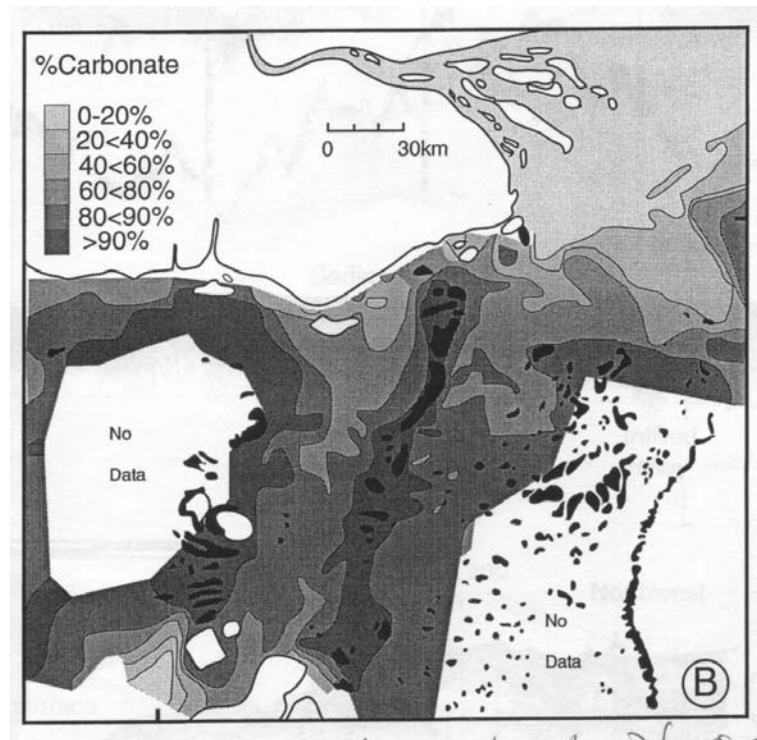 %Carbonate
0-20%
20<40%
40<60%
60<80%
80<90%
>90%
0 30km
No
Data
No
Data
B